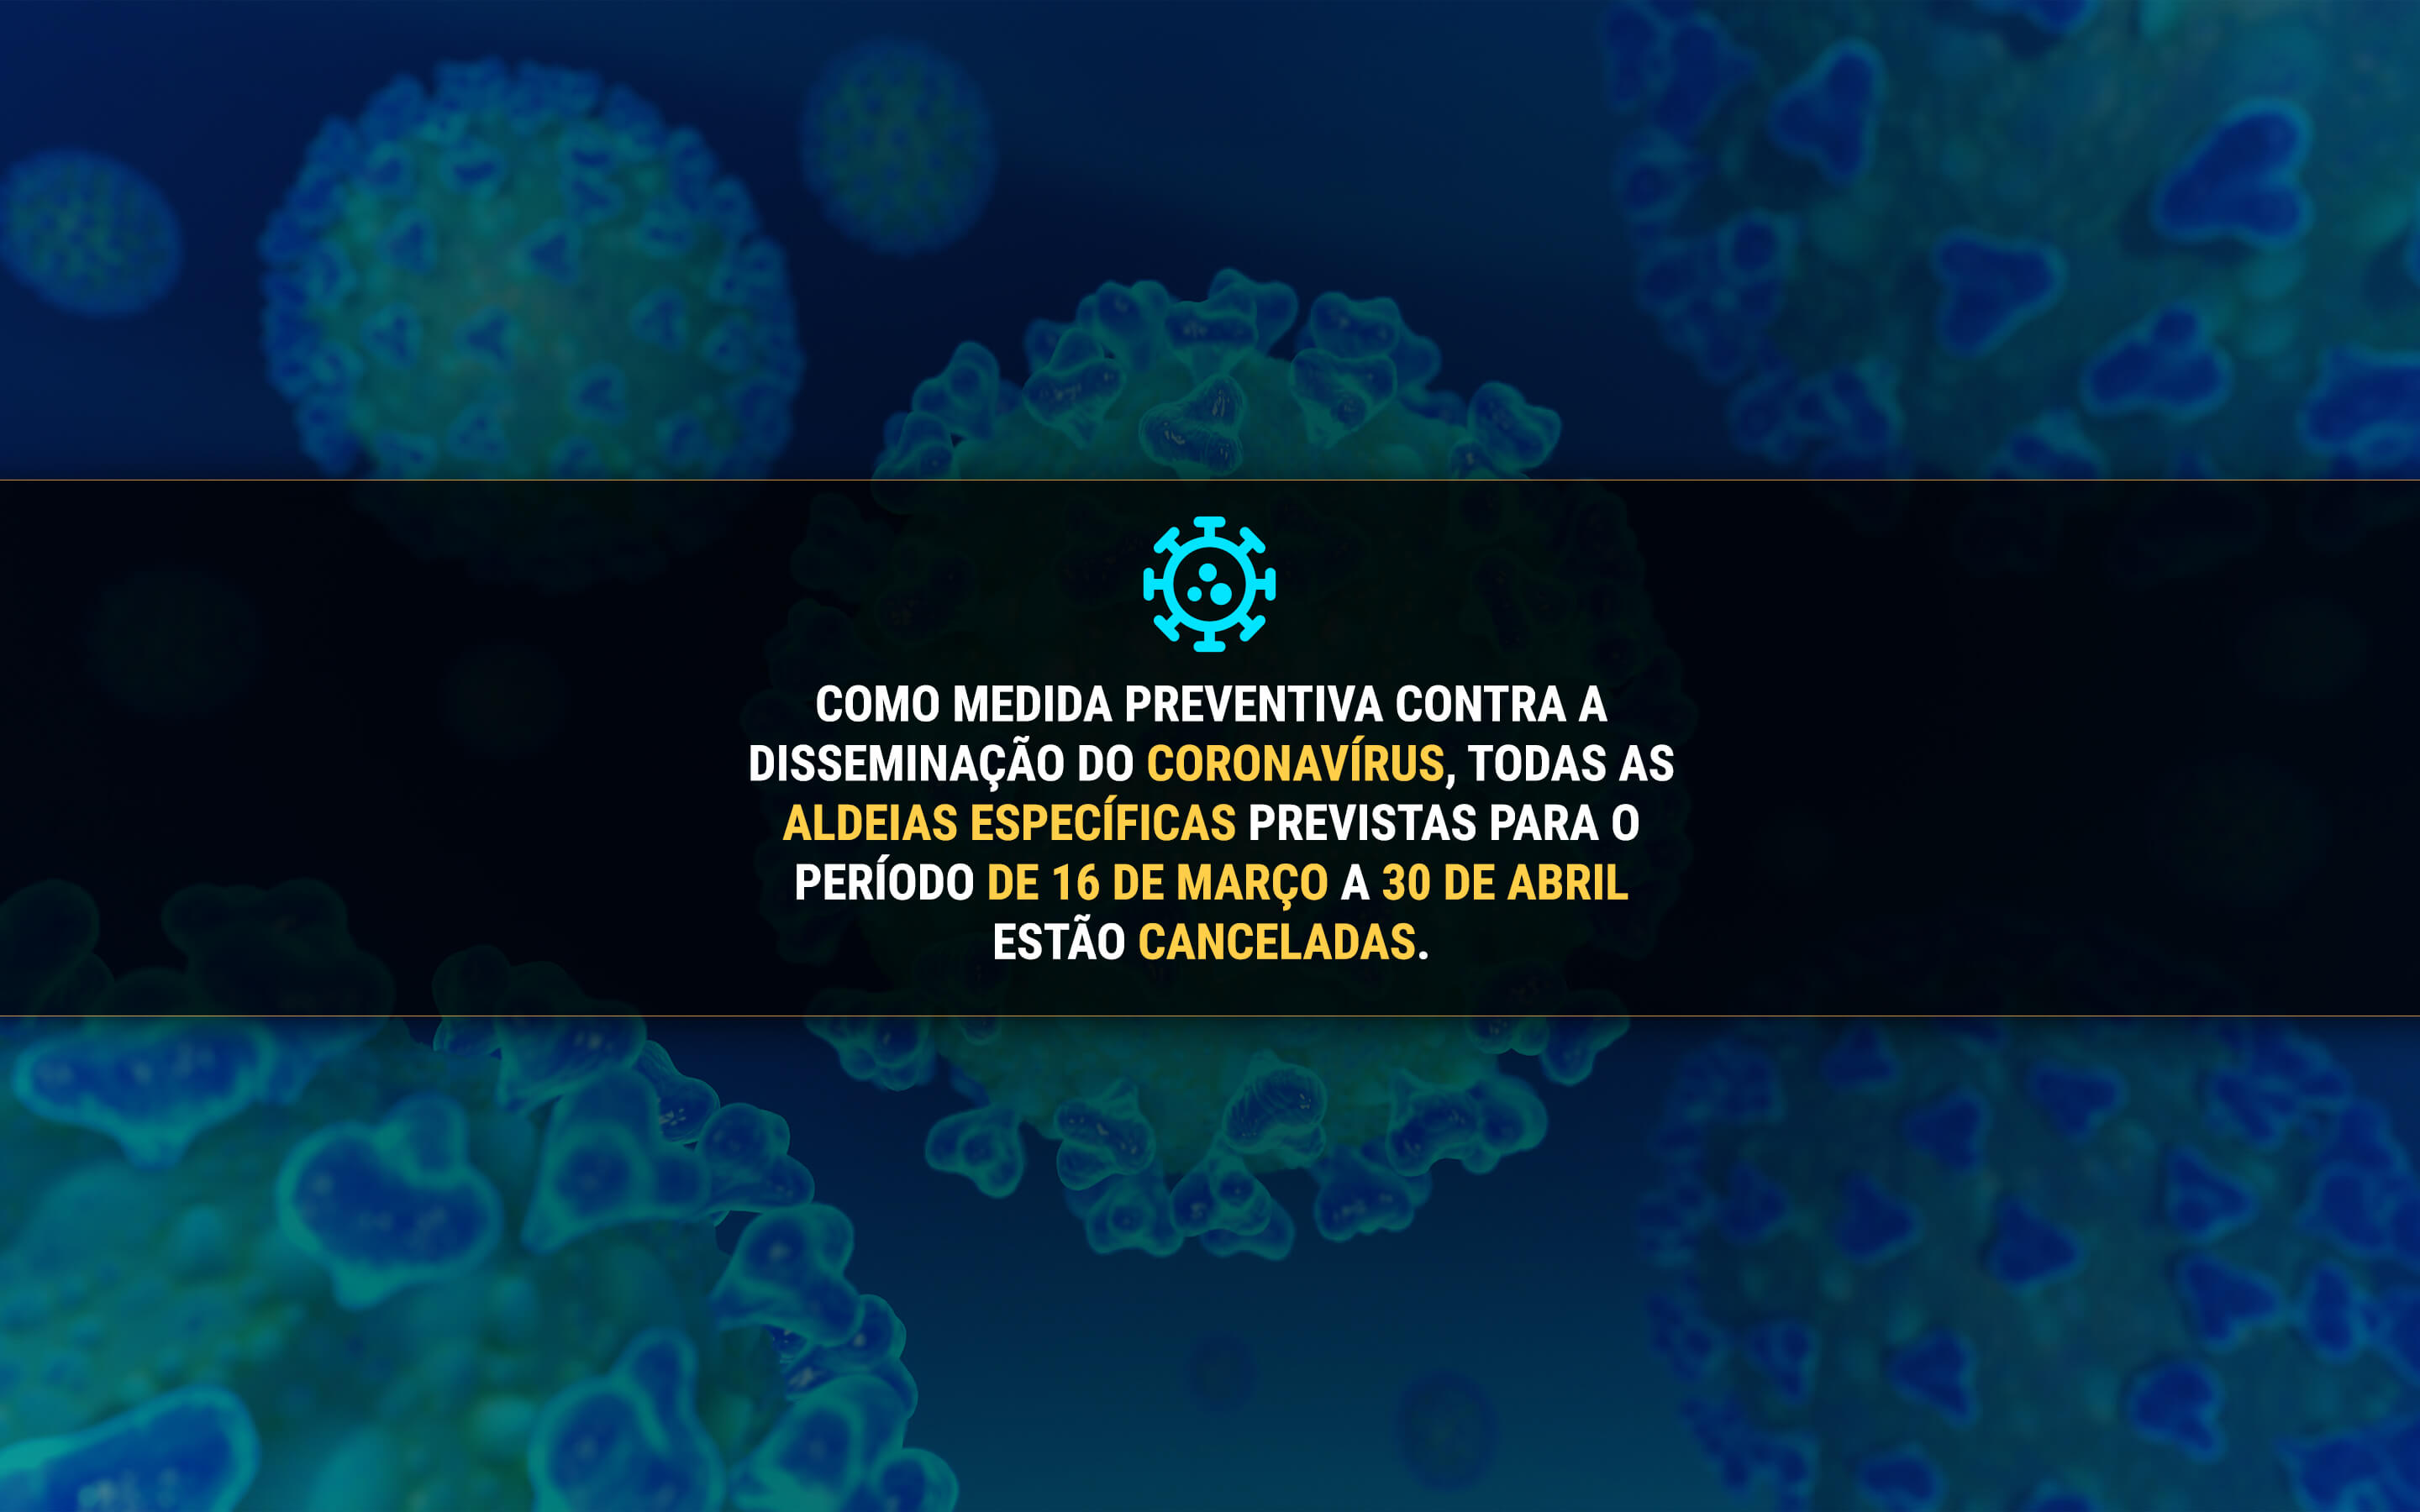 COMO MEDIDA PREVENTIVA CONTRA A
DISSEMINAÇÃO DO CORONAVÍRUS, TODAS AS
ALDEIAS ESPECÍFICAS PREVISTAS PARA O
PERÍODO DE 16 DE MARÇO A 30 DE ABRIL
ESTÃO CANCELADAS.